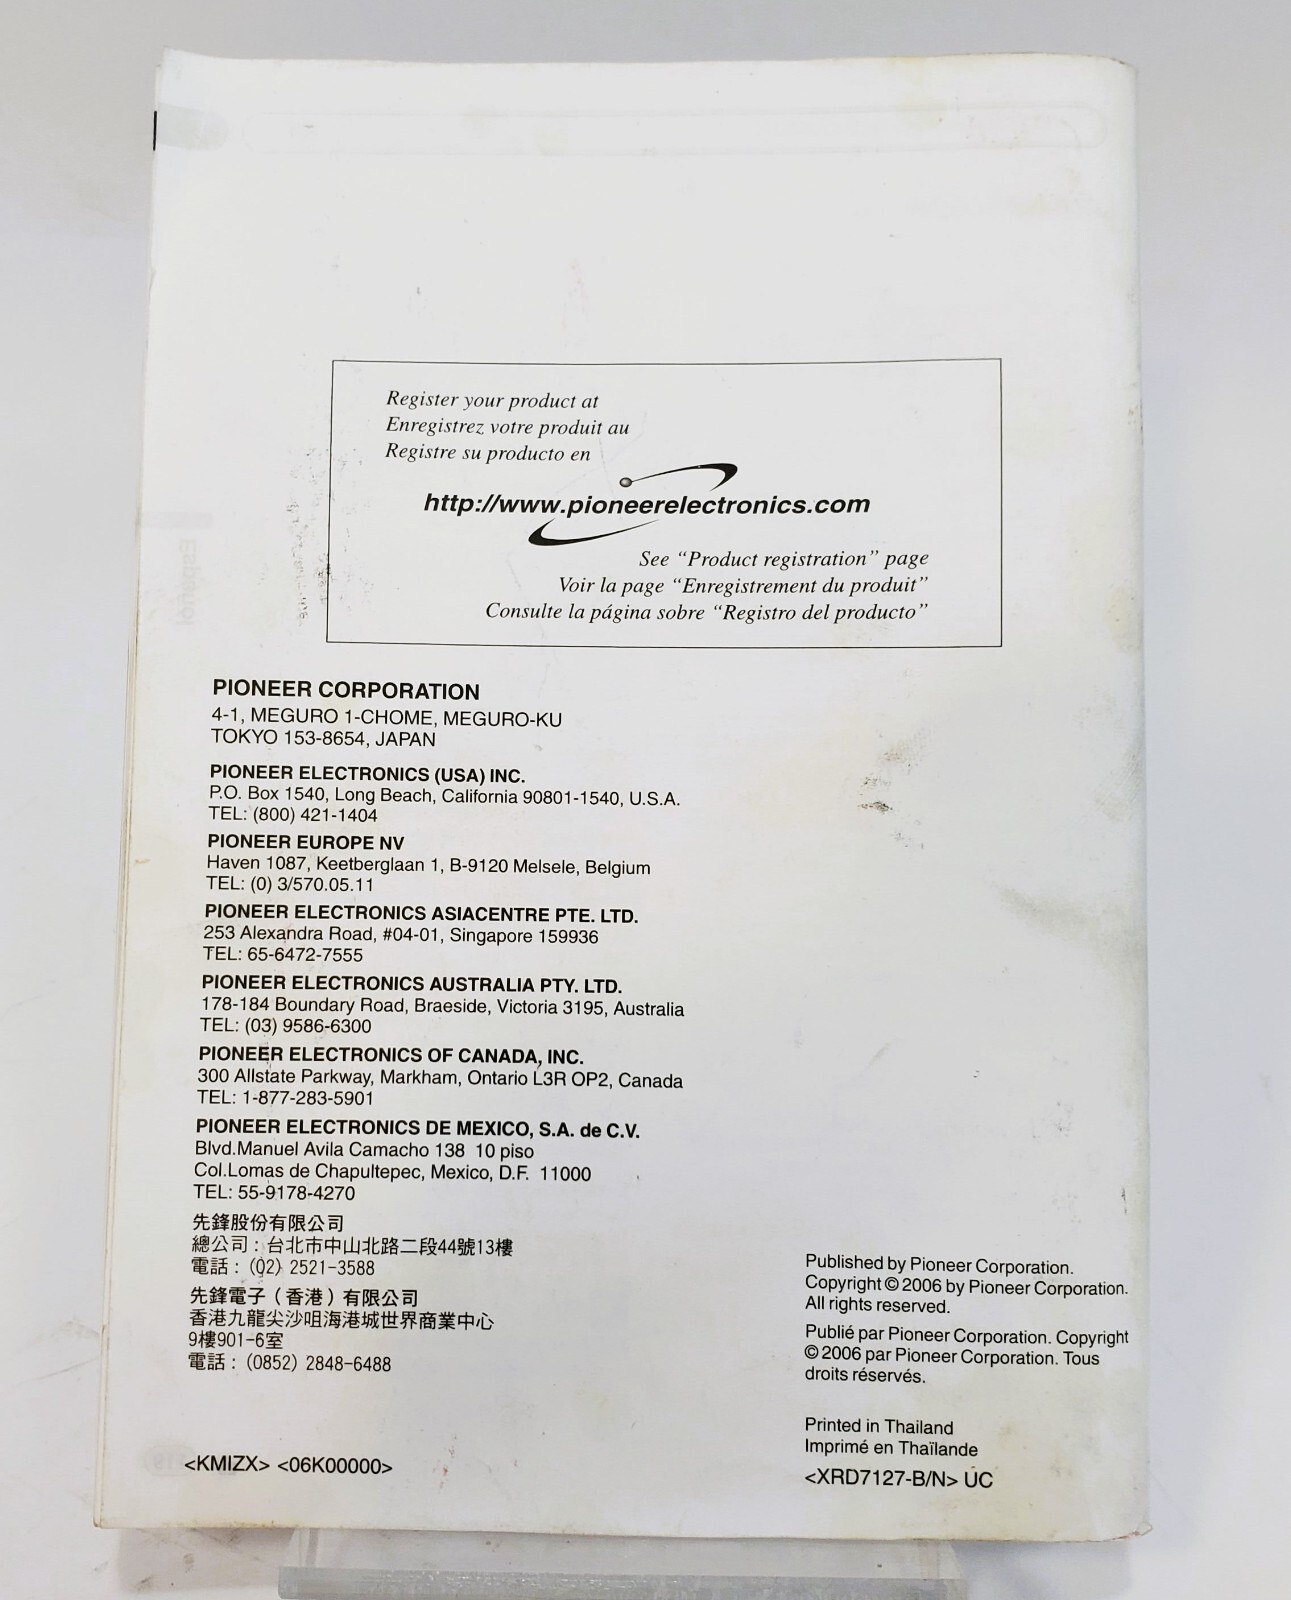 Register your product at
Enregistrez votre produit au
Registre su producto en
http://www.pioneerelectronics.com
See “Product registration” page
Voir la page “Enregistrement du produit”
Consulte la página sobre “Registro del producto”
Español
PIONEER CORPORATION
4-1, MEGURO 1-CHOME, MEGURO-KU
TOKYO 153-8654, JAPAN
PIONEER ELECTRONICS (USA) INC.
P.O. Box 1540, Long Beach, California 90801-1540, U.S.A.
TEL: (800) 421-1404
PIONEER EUROPE NV
Haven 1087, Keetberglaan 1, B-9120 Melsele, Belgium
TEL: (0) 3/570.05.11
PIONEER ELECTRONICS ASIACENTRE PTE. LTD.
253 Alexandra Road, #04-01, Singapore 159936
TEL: 65-6472-7555
PIONEER ELECTRONICS AUSTRALIA PTY. LTD.
178-184 Boundary Road, Braeside, Victoria 3195, Australia
TEL: (03) 9586-6300
PIONEER ELECTRONICS OF CANADA, INC.
300 Allstate Parkway, Markham, Ontario L3R OP2, Canada
TEL: 1-877-283-5901
PIONEER ELECTRONICS DE MEXICO, S.A. de C.V.
Blvd.Manuel Avila Camacho 138 10 piso
Col.Lomas de Chapultepec, Mexico, D.F. 11000
TEL: 55-9178-4270
先鋒股份有限公司
總公司 : 台北市中山北路二段44號13樓
電話 : (02) 2521-3588
先鋒電子（香港）有限公司
香港九龍尖沙咀海港城世界商業中心
9樓901-6室
電話 : (0852) 2848-6488
Published by Pioneer Corporation.
Copyright © 2006 by Pioneer Corporation.
All rights reserved.
Publié par Pioneer Corporation. Copyright
© 2006 par Pioneer Corporation. Tous
droits réservés.
Printed in Thailand
Imprimé en Thaïlande
<KMIZX> <06K00000>
<XRD7127-B/N> UC